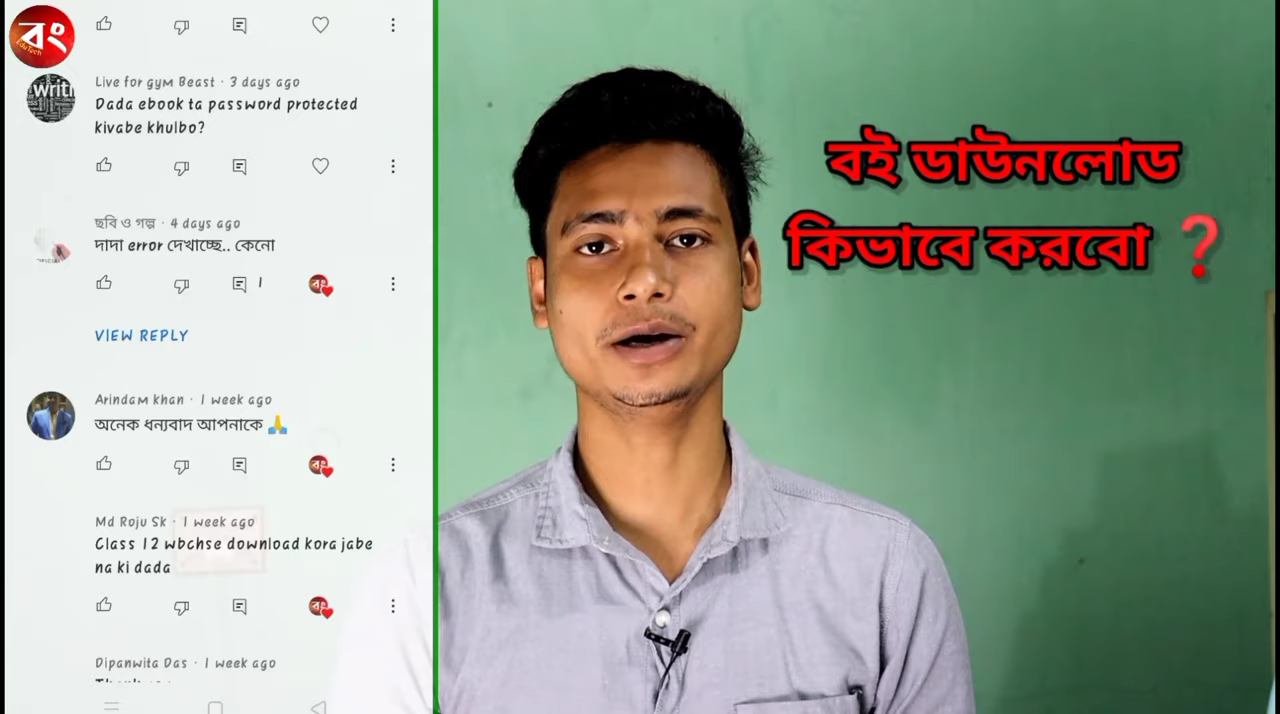 বং
EduTech
Live for gym Beast · 3 days ago
writi
Dada ebook ta password protected
kivabe khulbo?
ছবি ও গল্প · 4 days ago
দাদা error দেখাচ্ছে.. কেনো
1
VIEW REPLY
Arindam khan · 1 week ago
অনেক ধন্যবাদ আপনাকে 🙏
Md Roju Sk · 1 week ago
Class 12 wbchse download kora jabe
na ki dada
Dipanwita Das · 1 week ago
বই ডাউনলোড
কিভাবে করবো ❓